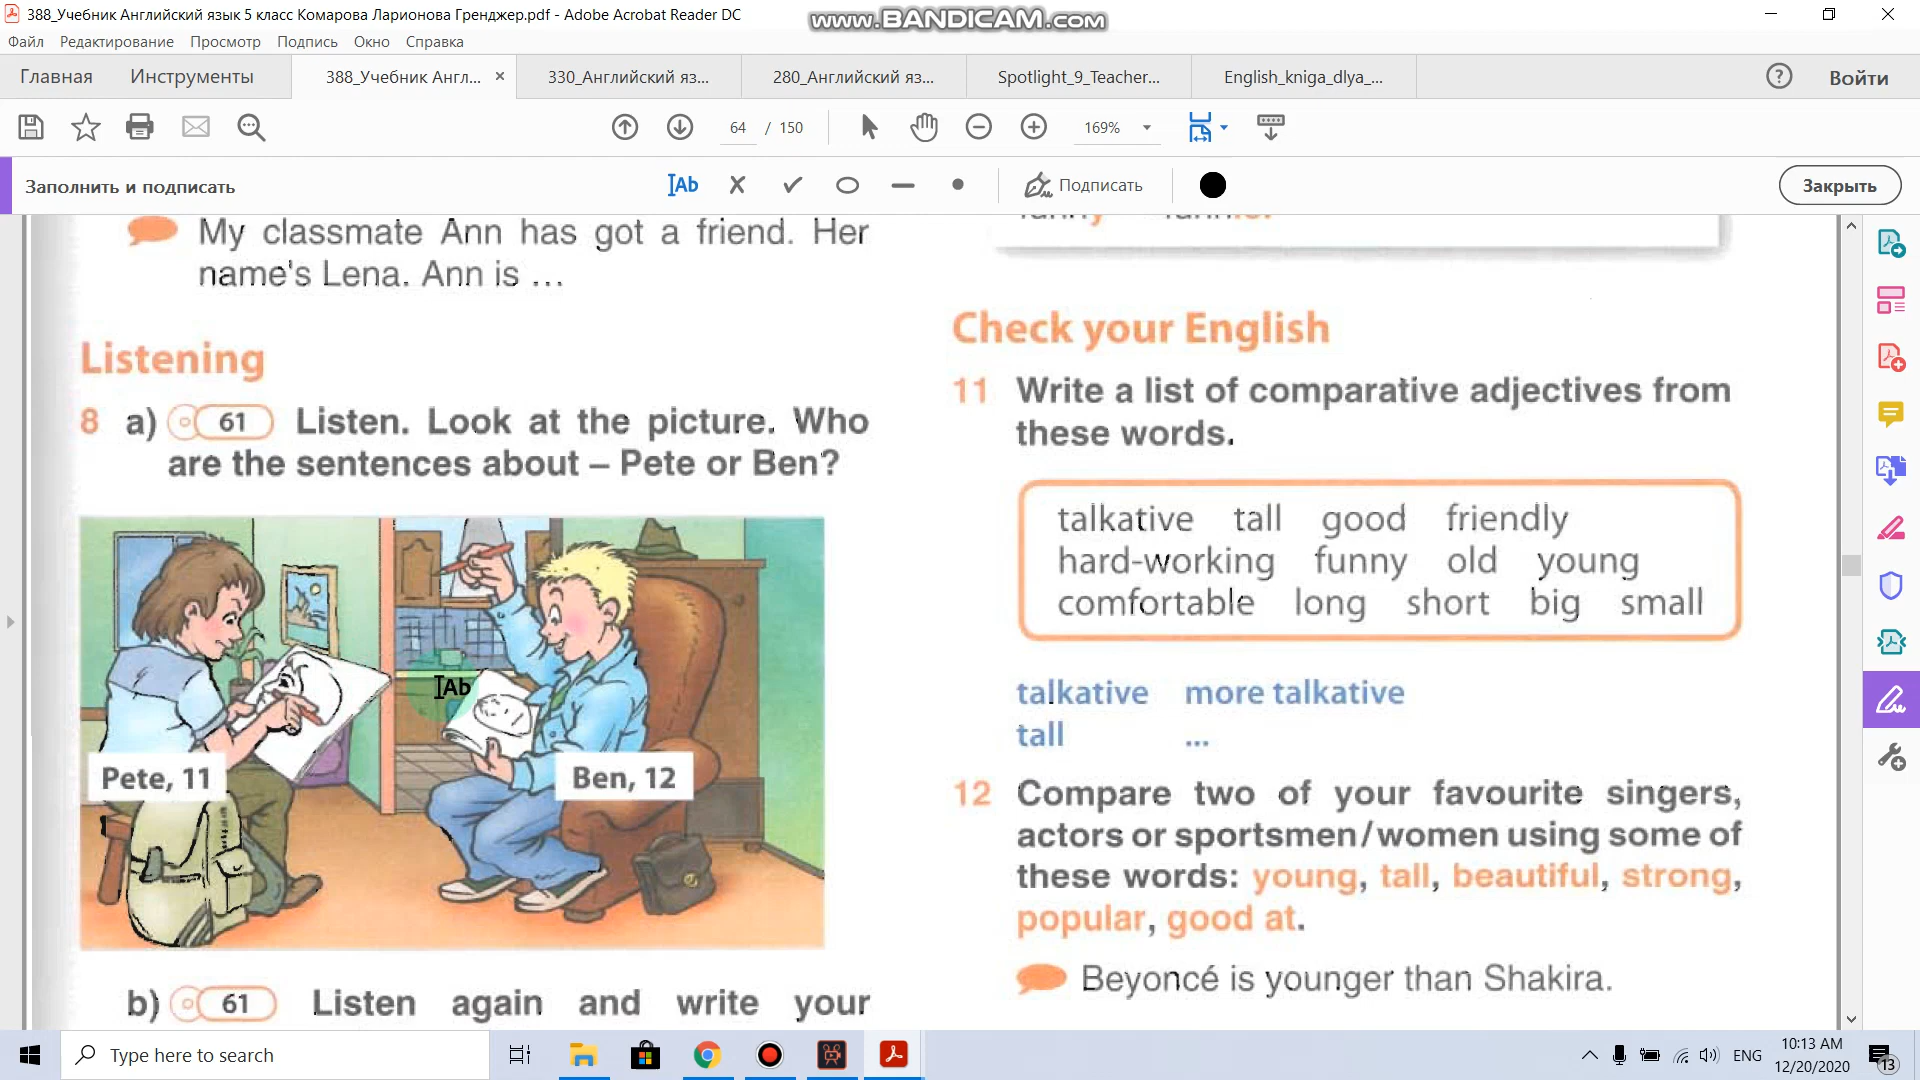 388_Учебник Английский язык 5 класс Комарова Ларионова Гренджер.pdf - Adobe Acrobat Reader DC
www.BANDICAM.com
Файл Редактирование Просмотр Подпись Окно Справка
Главная Инструменты 388_Учебник Англ... 330_Английский яз... 280_Английский яз... Spotlight_9_Teacher... English_kniga_dlya_... Войти
64 / 150 169%
Заполнить и подписать IAb Подписать Закрыть
My classmate Ann has got a friend. Her
name's Lena. Ann is ...
Listening
8 a) 61 Listen. Look at the picture. Who
are the sentences about – Pete or Ben?
IAb
Pete, 11
Ben, 12
b) 61 Listen again and write your
Check your English
11 Write a list of comparative adjectives from
these words.
talkative tall good friendly
hard-working funny old young
comfortable long short big small
talkative more talkative
tall ...
12 Compare two of your favourite singers,
actors or sportsmen/women using some of
these words: young, tall, beautiful, strong,
popular, good at.
Beyoncé is younger than Shakira.
Type here to search
ENG
10:13 AM
12/20/2020
13